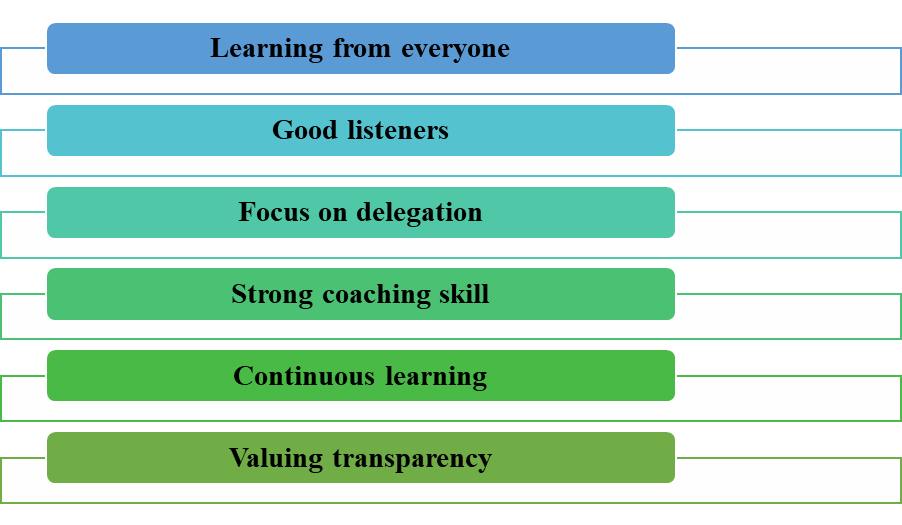 Learning from everyone
Good listeners
Focus on delegation
Strong coaching skill
Continuous learning
Valuing transparency